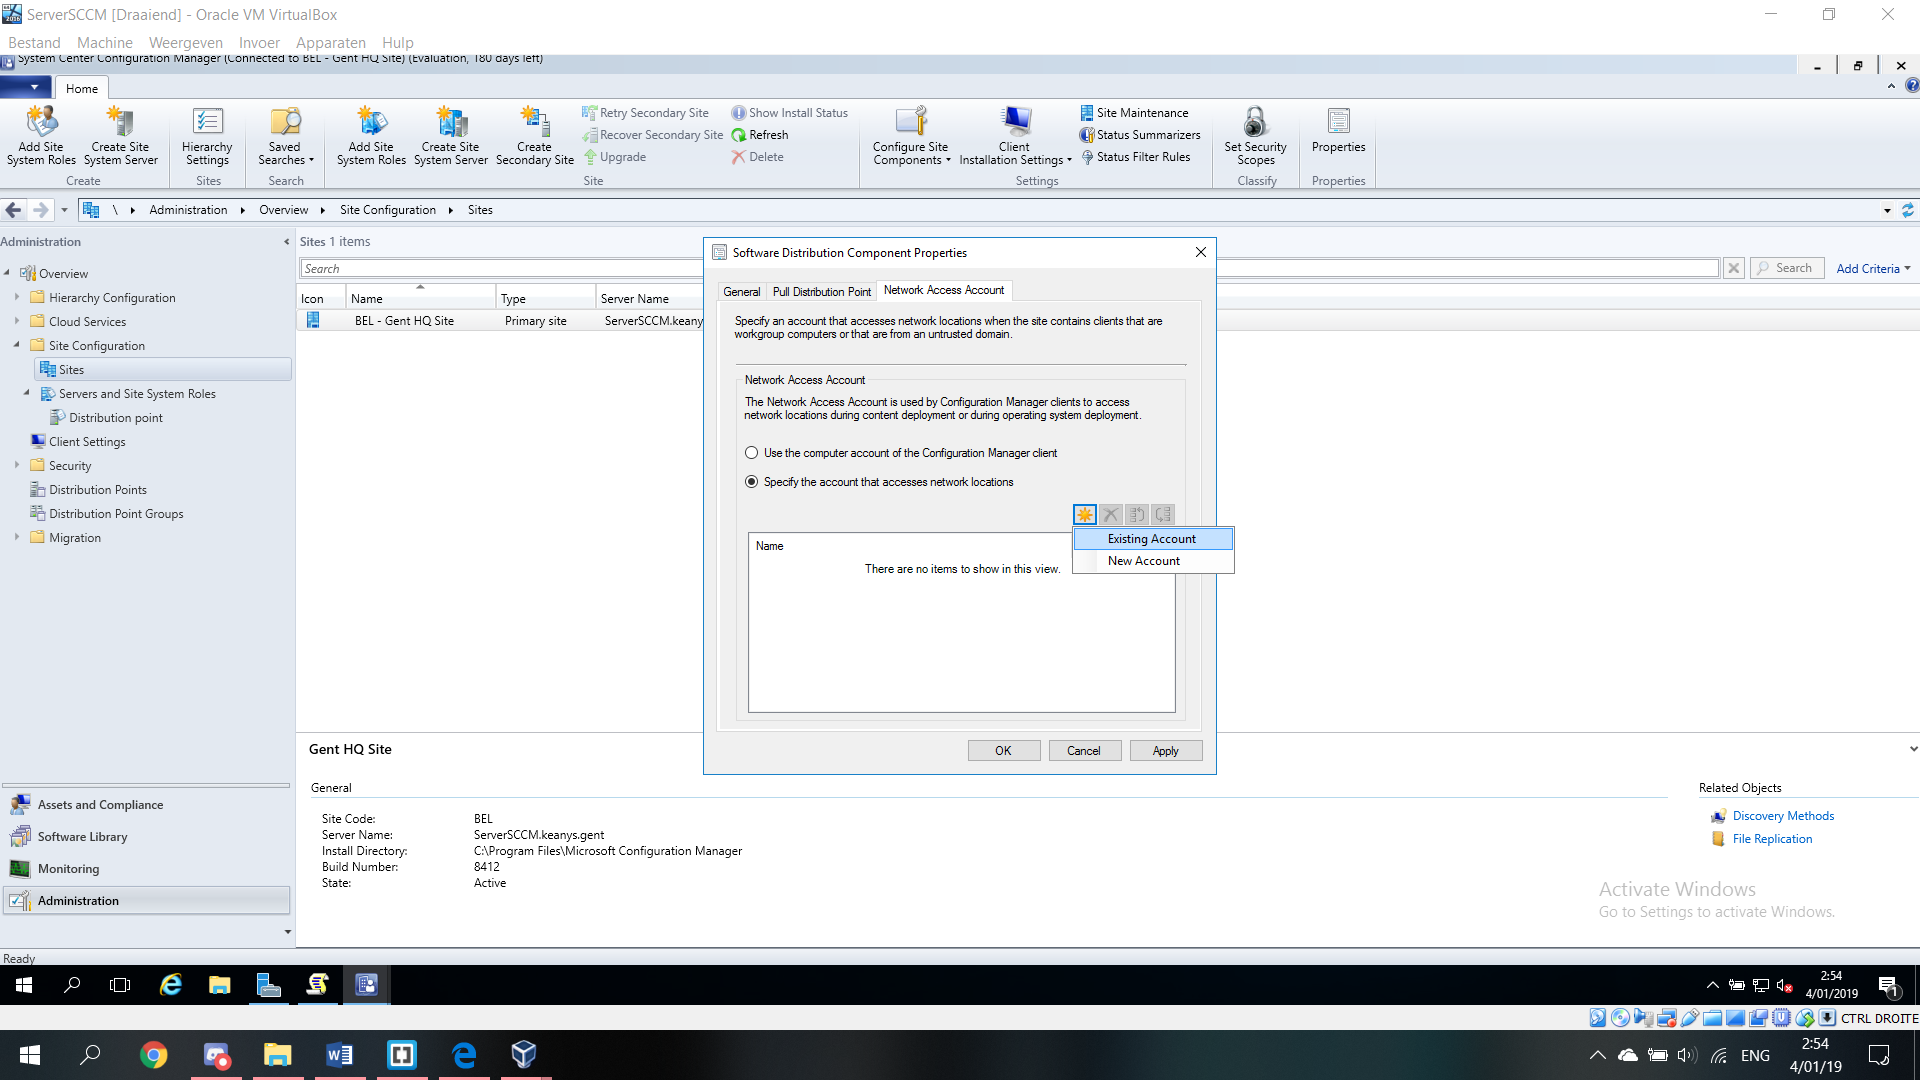 ServerSCCM [Draaiend] - Oracle VM VirtualBox
Bestand Machine Weergeven Invoer Apparaten Hulp
System Center Configuration Manager (Connected to BEL - Gent HQ Site) (Evaluation, 180 days left)
Home
Add Site System Roles
Create Site System Server
Create
Hierarchy Settings
Sites
Saved Searches
Search
Add Site System Roles
Create Site System Server
Create Secondary Site
Retry Secondary Site
Recover Secondary Site
Upgrade
Show Install Status
Refresh
Delete
Site
Configure Site Components
Client Installation Settings
Site Maintenance
Status Summarizers
Status Filter Rules
Settings
Set Security Scopes
Classify
Properties
Properties
\ Administration Overview Site Configuration Sites
Administration
Overview
Hierarchy Configuration
Cloud Services
Site Configuration
Sites
Servers and Site System Roles
Distribution point
Client Settings
Security
Distribution Points
Distribution Point Groups
Migration
Assets and Compliance
Software Library
Monitoring
Administration
Sites 1 items
Search
Search
Add Criteria
Icon Name Type Server Name
BEL - Gent HQ Site Primary site ServerSCCM.keany
Software Distribution Component Properties
General Pull Distribution Point Network Access Account
Specify an account that accesses network locations when the site contains clients that are
workgroup computers or that are from an untrusted domain.
Network Access Account
The Network Access Account is used by Configuration Manager clients to access
network locations during content deployment or during operating system deployment.
Use the computer account of the Configuration Manager client
Specify the account that accesses network locations
Existing Account
New Account
Name
There are no items to show in this view.
OK Cancel Apply
Gent HQ Site
General
Site Code: BEL
Server Name: ServerSCCM.keanys.gent
Install Directory: C:\Program Files\Microsoft Configuration Manager
Build Number: 8412
State: Active
Related Objects
Discovery Methods
File Replication
Activate Windows
Go to Settings to activate Windows.
Ready
2:54
4/01/2019
1
CTRL DROITE
ENG
2:54
4/01/19